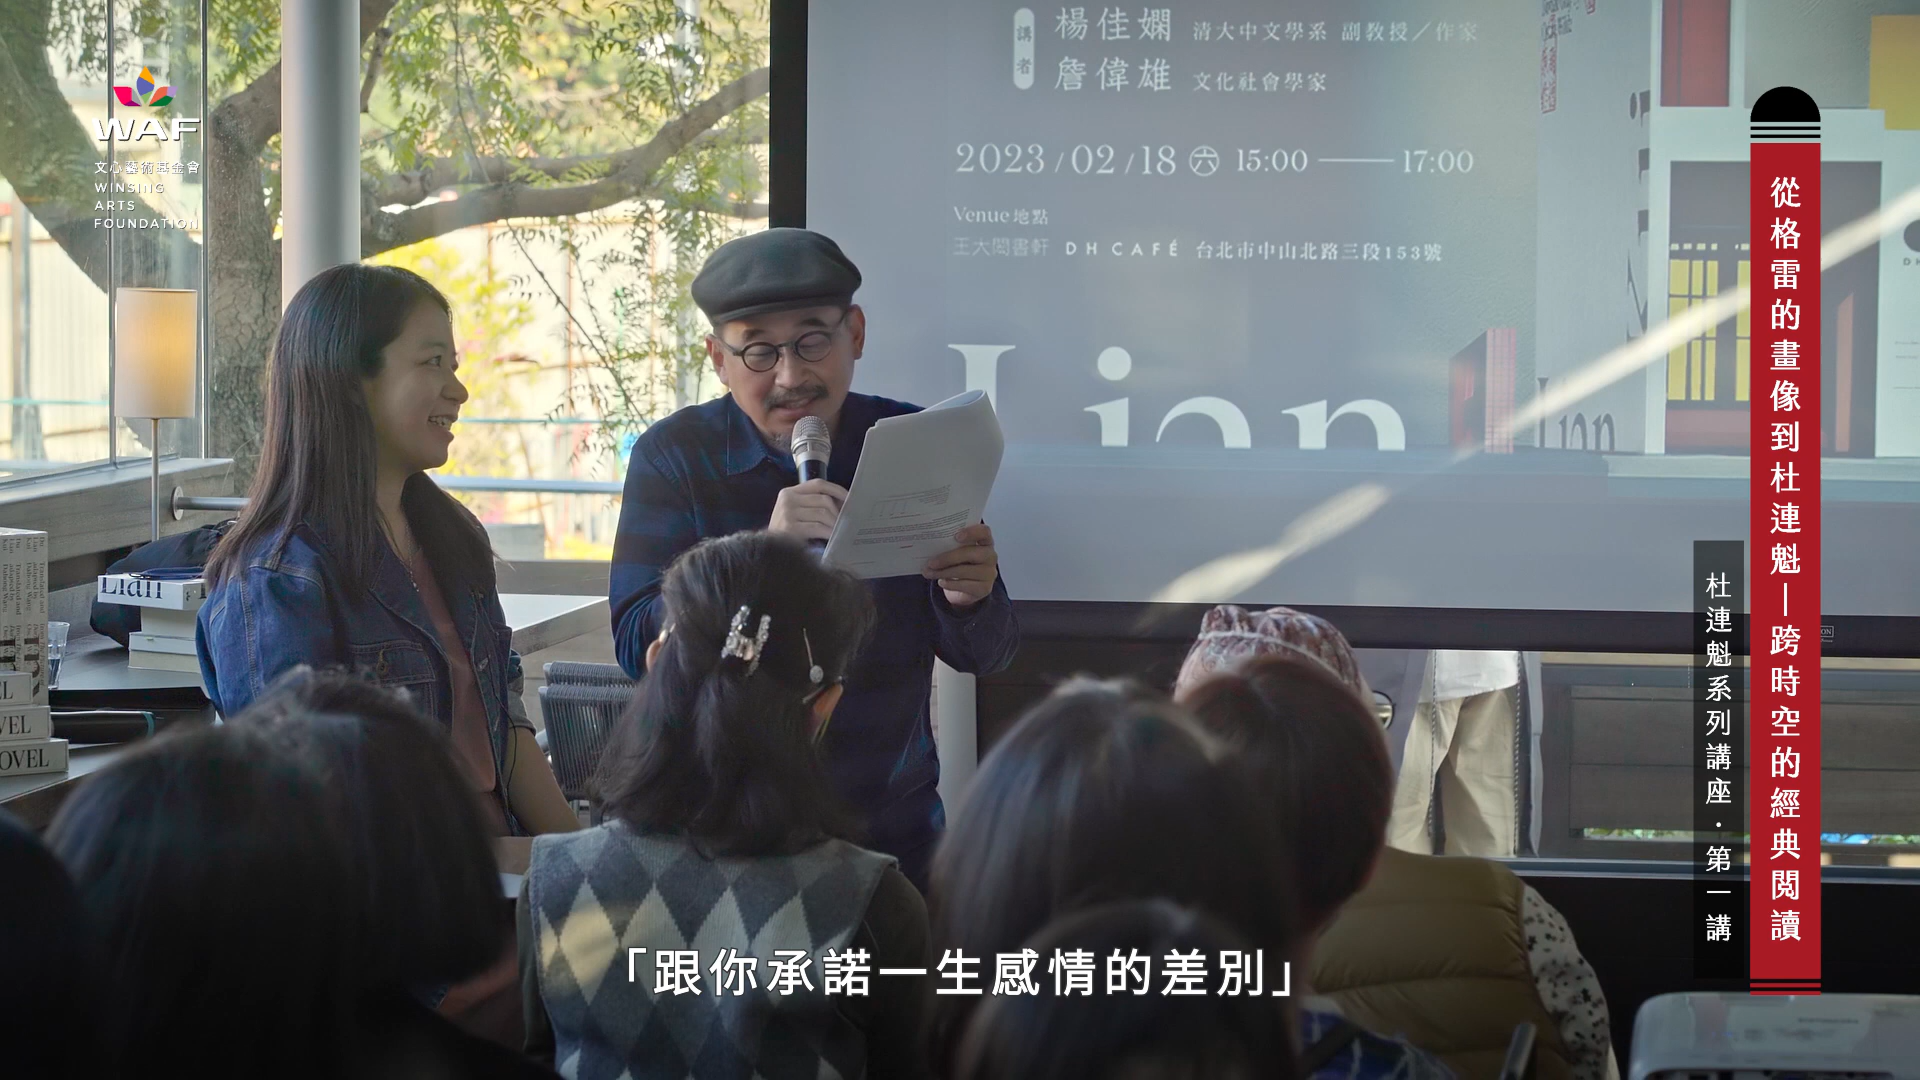 WAF
文心藝術基金會
WINSING
ARTS
FOUNDATION
講者
楊佳嫻 清大中文學系 副教授／作家
詹偉雄 文化社會學家
2023 / 02 / 18 ㊅ 15:00 —— 17:00
Venue 地點
王大閎書軒 DH CAFÉ 台北市中山北路三段153號
Lian
從格雷的畫像到杜連魁—跨時空的經典閱讀
杜連魁系列講座·第一講
Lian
VEL
OVEL
「跟你承諾一生感情的差別」